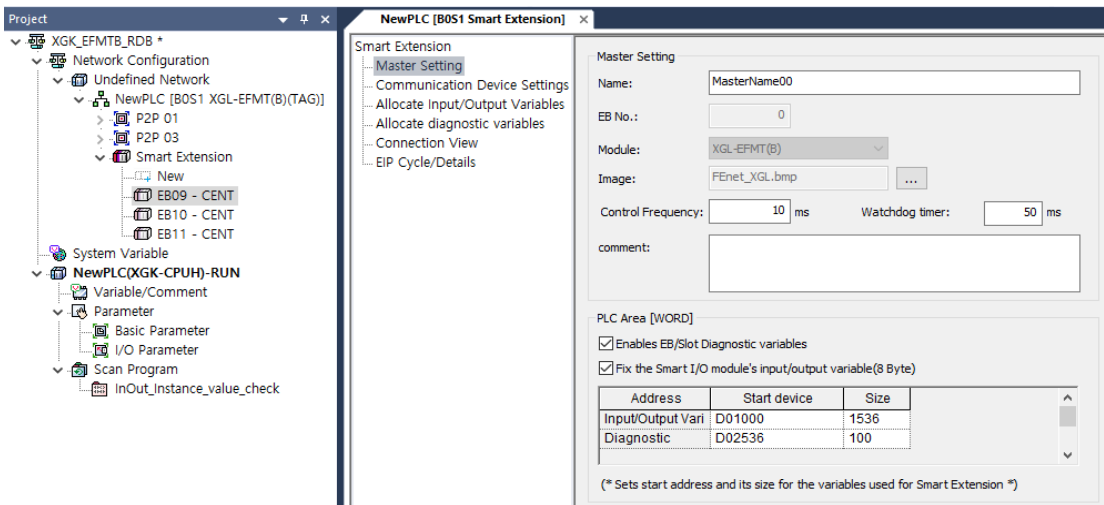 Project
XGK_EFMTB_RDB *
Network Configuration
Undefined Network
NewPLC [B0S1 XGL-EFMT(B)(TAG)]
P2P 01
P2P 03
Smart Extension
New
EB09 - CENT
EB10 - CENT
EB11 - CENT
System Variable
NewPLC(XGK-CPUH)-RUN
Variable/Comment
Parameter
Basic Parameter
I/O Parameter
Scan Program
InOut_Instance_value_check
NewPLC [B0S1 Smart Extension]
Smart Extension
Master Setting
Communication Device Settings
Allocate Input/Output Variables
Allocate diagnostic variables
Connection View
EIP Cycle/Details
Master Setting
Name: MasterName00
EB No.: 0
Module: XGL-EFMT(B)
Image: FEnet_XGL.bmp ...
Control Frequency: 10 ms Watchdog timer: 50 ms
comment:
PLC Area [WORD]
Enables EB/Slot Diagnostic variables
Fix the Smart I/O module's input/output variable(8 Byte)
Address Start device Size
Input/Output Vari D01000 1536
Diagnostic D02536 100
(* Sets start address and its size for the variables used for Smart Extension *)